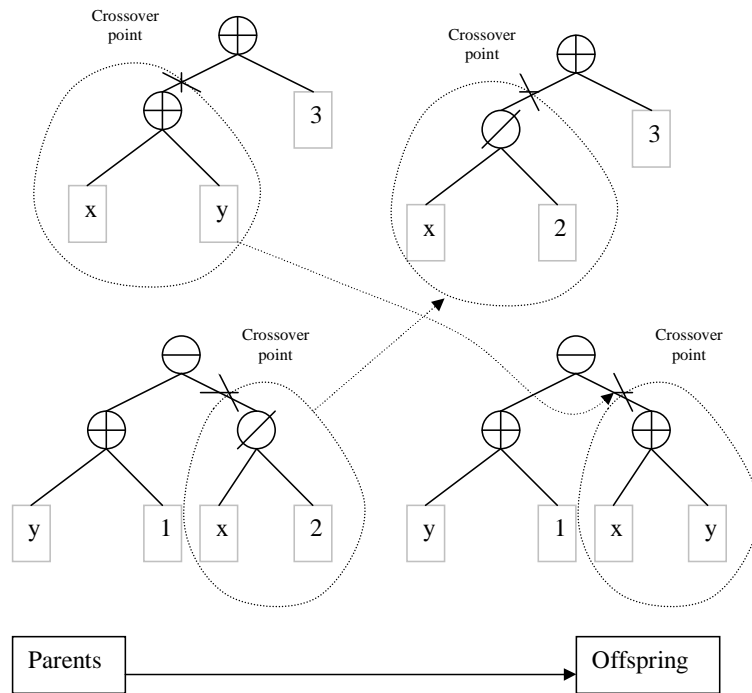 Crossover
point
3
x
y
Crossover
point
3
x
2
Crossover
point
y
1
x
2
Crossover
point
y
1
x
y
Parents
Offspring